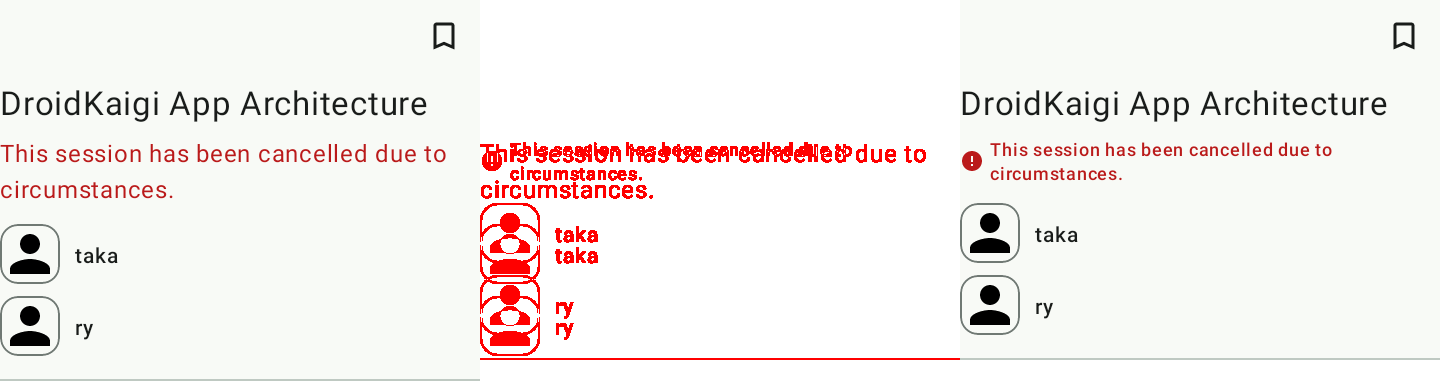 DroidKaigi App Architecture
This session has been cancelled due to
circumstances.
taka
ry
This session has been cancelled due to
This session has been cancelled due to
circumstances.
circumstances.
taka
taka
ry
ry
DroidKaigi App Architecture
This session has been cancelled due to
circumstances.
taka
ry